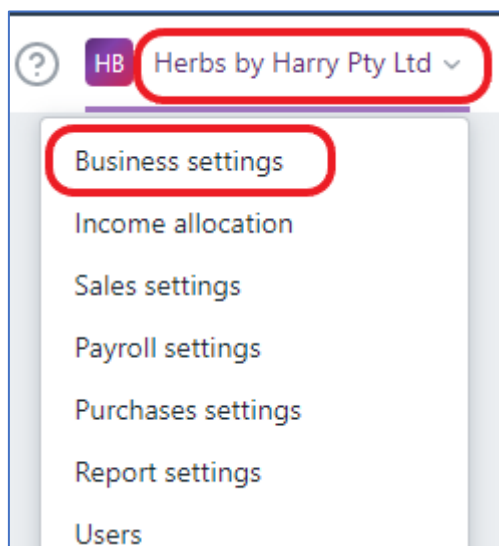 ? HB Herbs by Harry Pty Ltd
Business settings
Income allocation
Sales settings
Payroll settings
Purchases settings
Report settings
Users